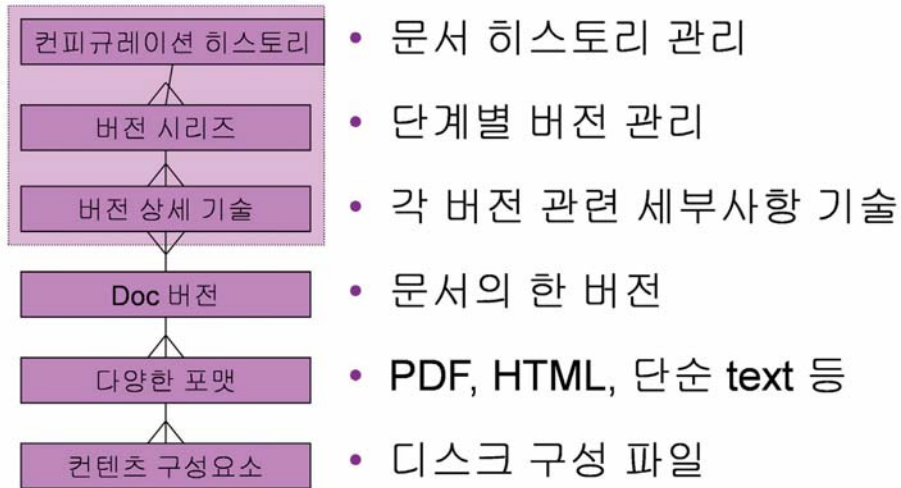 컨피규레이션 히스토리 • 문서 히스토리 관리
버전 시리즈 • 단계별 버전 관리
버전 상세 기술 • 각 버전 관련 세부사항 기술
Doc 버전 • 문서의 한 버전
다양한 포맷 • PDF, HTML, 단순 text 등
컨텐츠 구성요소 • 디스크 구성 파일